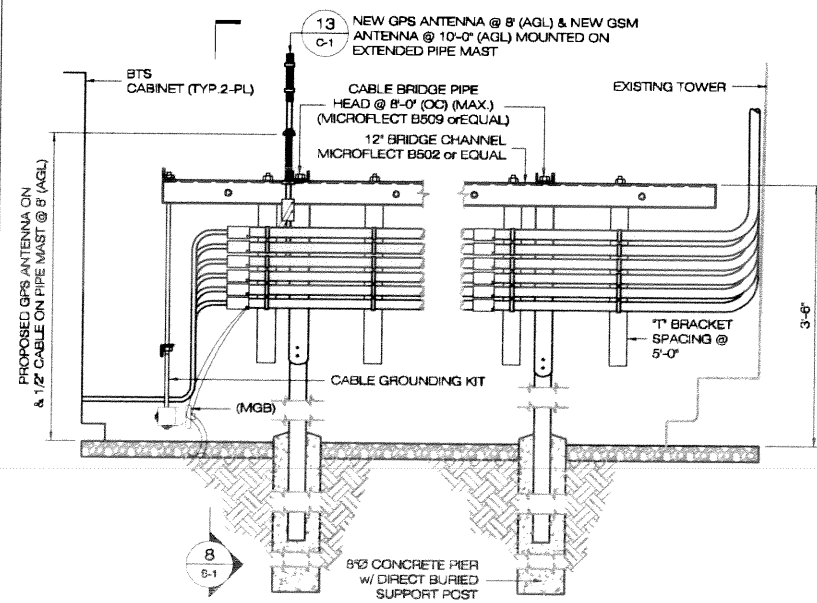 13
C-1
NEW GPS ANTENNA @ 8' (AGL) & NEW GSM
ANTENNA @ 10'-0" (AGL) MOUNTED ON
EXTENDED PIPE MAST
BTS
CABINET (TYP.2-PL)
CABLE BRIDGE PIPE
HEAD @ 8'-0" (OC) (MAX.)
(MICROFLECT B509 orEQUAL)
12" BRIDGE CHANNEL
MICROFLECT B502 or EQUAL
EXISTING TOWER
PROPOSED GPS ANTENNA ON
& 1/2" CABLE ON PIPE MAST @ 8' (AGL)
3'-6"
"T" BRACKET
SPACING @
5'-0"
CABLE GROUNDING KIT
(MGB)
8
S-1
8"Ø CONCRETE PIER
w/ DIRECT BURIED
SUPPORT POST